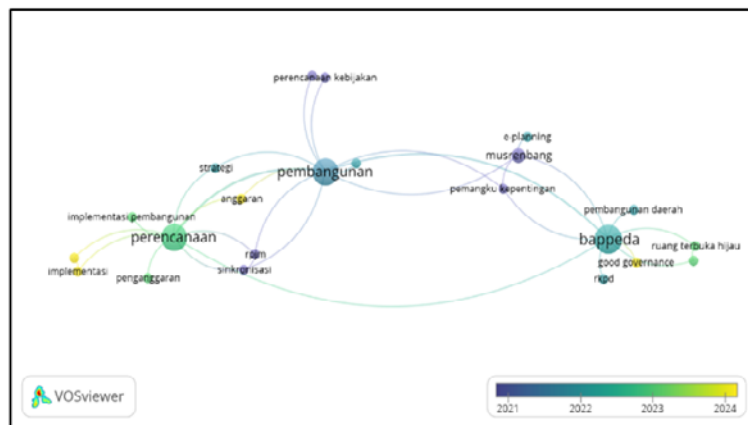 perencanaan kebijakan
e-planning
musrenbang
strategi
pembangunan
pemangku kepentingan
anggaran
implementasi pembangunan
pembangunan daerah
perencanaan
bappeda
ruang terbuka hijau
sinkronisasi
good governance
implementasi
penganggaran
rkpd
VOSviewer
2021 2022 2023 2024